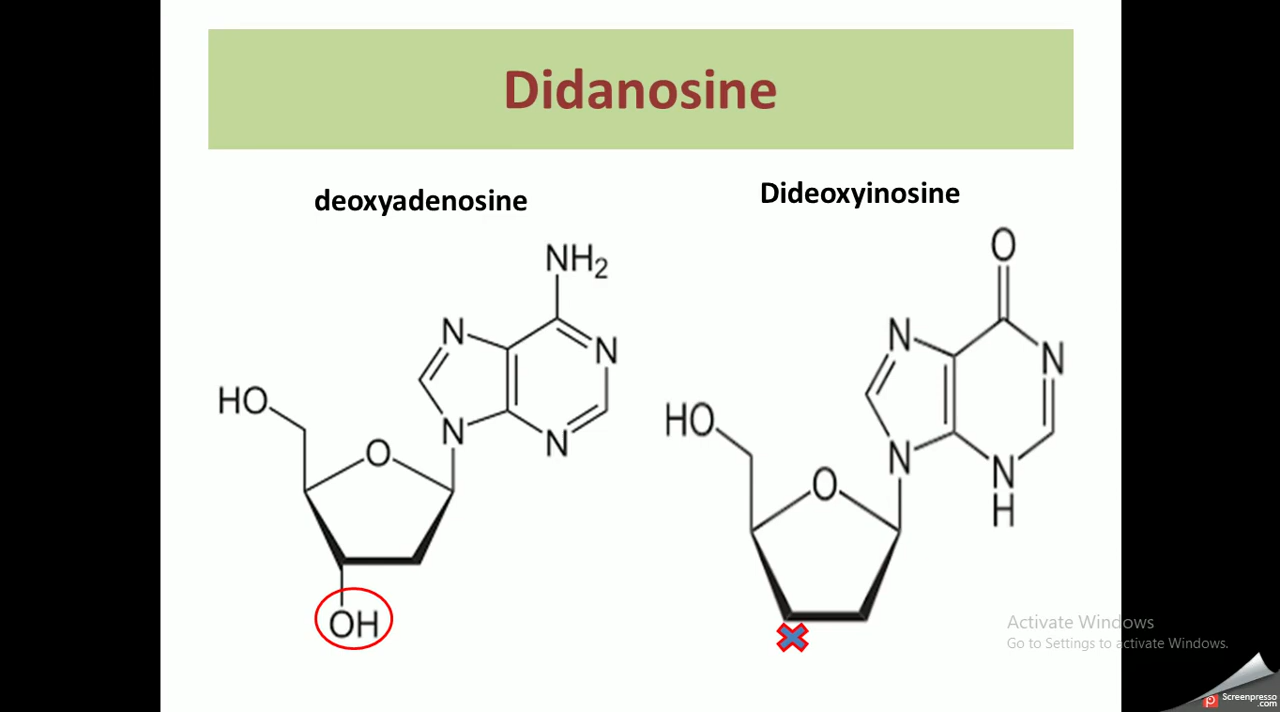 Didanosine
deoxyadenosine
Dideoxyinosine
NH2
N
N
HO
N
N
O
OH
O
N
N
HO
N
N
H
O
Activate Windows
Go to Settings to activate Windows.
Screenpresso
.com